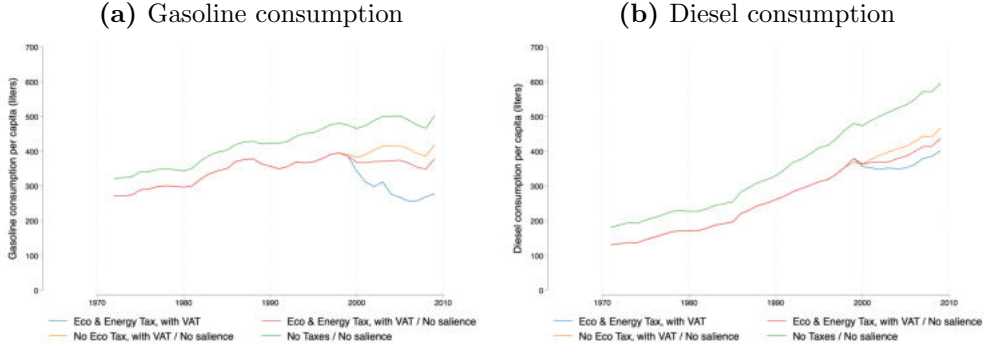 (a) Gasoline consumption
Gasoline consumption per capita (liters)
700
600
500
400
300
200
100
0
1970
1980
1990
2000
2010
Eco & Energy Tax, with VAT
Eco & Energy Tax, with VAT / No salience
No Eco Tax, with VAT / No salience
No Taxes / No salience
(b) Diesel consumption
Diesel consumption per capita (liters)
700
600
500
400
300
200
100
0
1970
1980
1990
2000
2010
Eco & Energy Tax, with VAT
Eco & Energy Tax, with VAT / No salience
No Eco Tax, with VAT / No salience
No Taxes / No salience